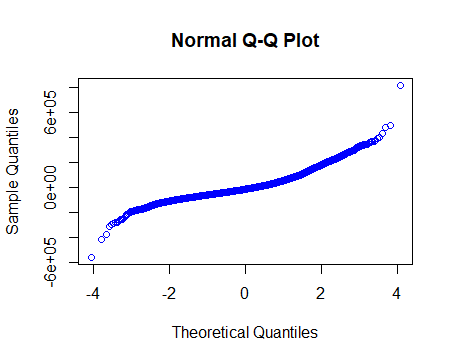 Normal Q-Q Plot
Sample Quantiles
6e+05
0e+00
-6e+05
-4
-2
0
2
4
Theoretical Quantiles